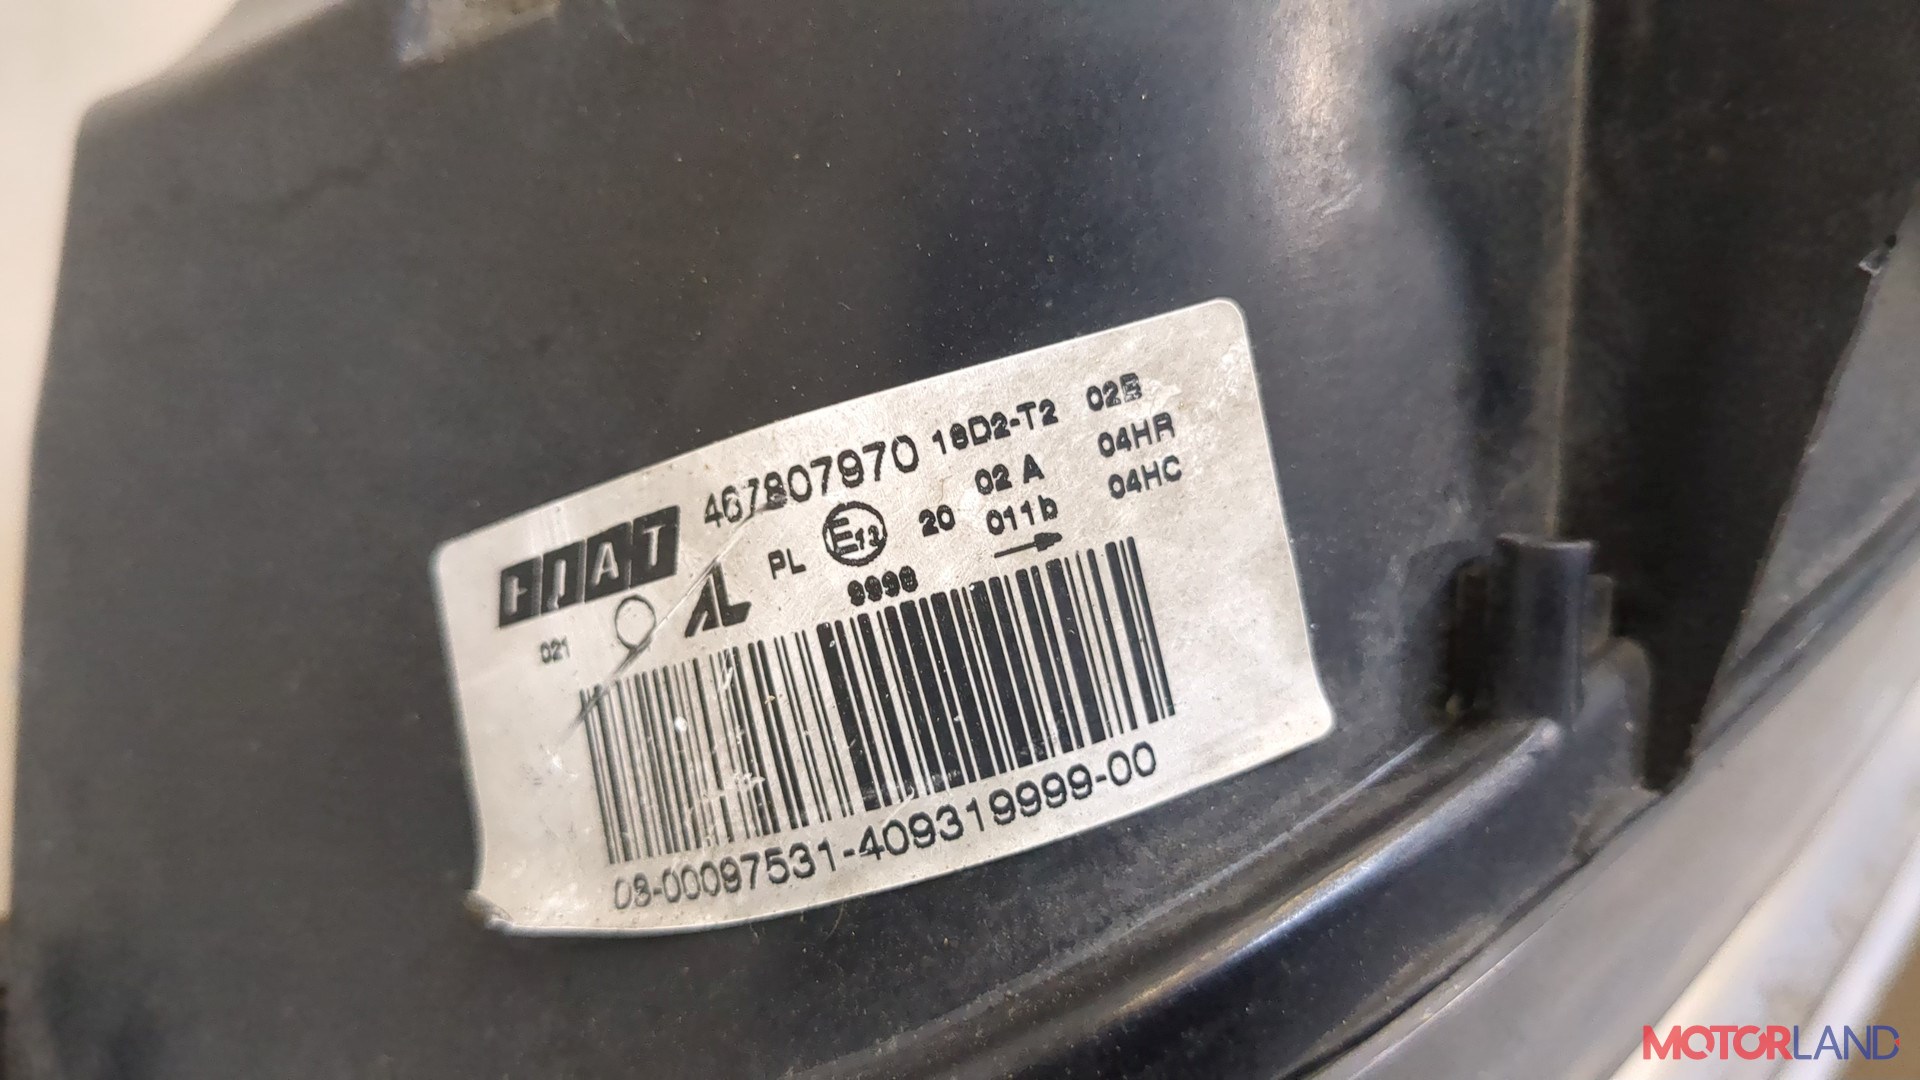 FIAT 467807970 18D2-T2 02B
02 A 04HR
021 AL PL E13 20 011b 04HC
9998
08-00097531-409319999-00
MOTORLAND